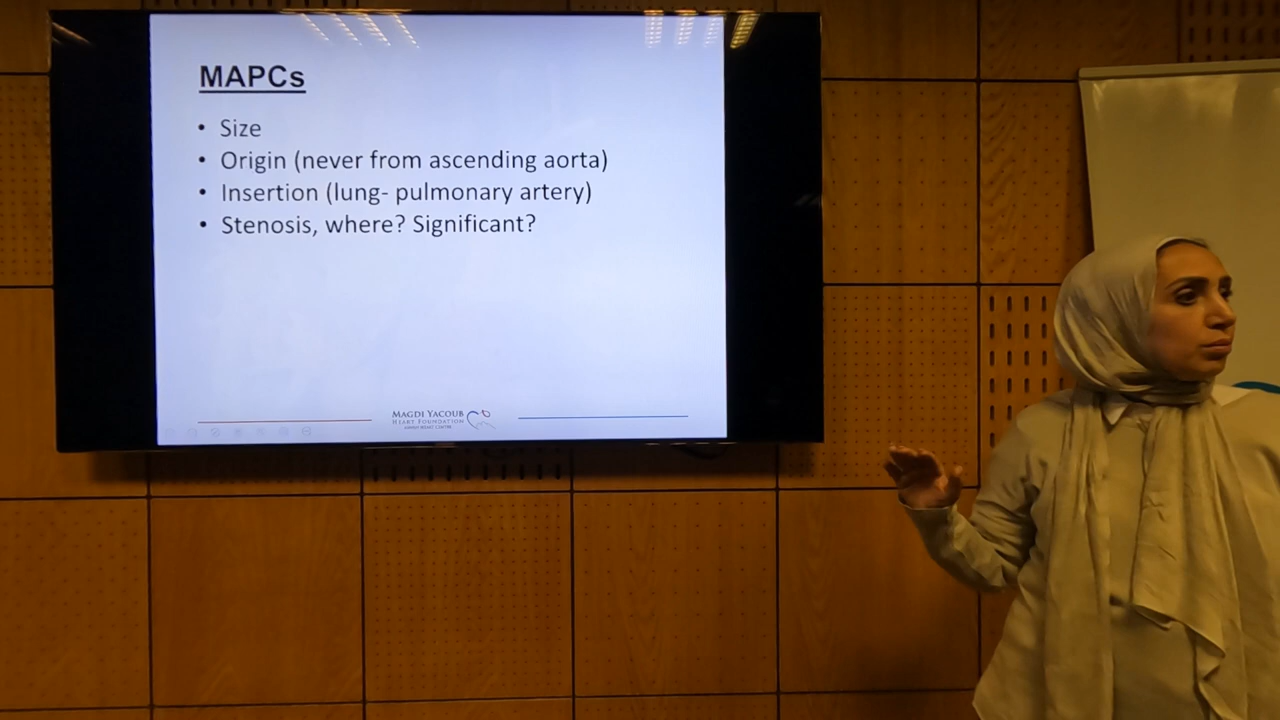 MAPCs
• Size
• Origin (never from ascending aorta)
• Insertion (lung- pulmonary artery)
• Stenosis, where? Significant?
MAGDI YACOUB
HEART FOUNDATION